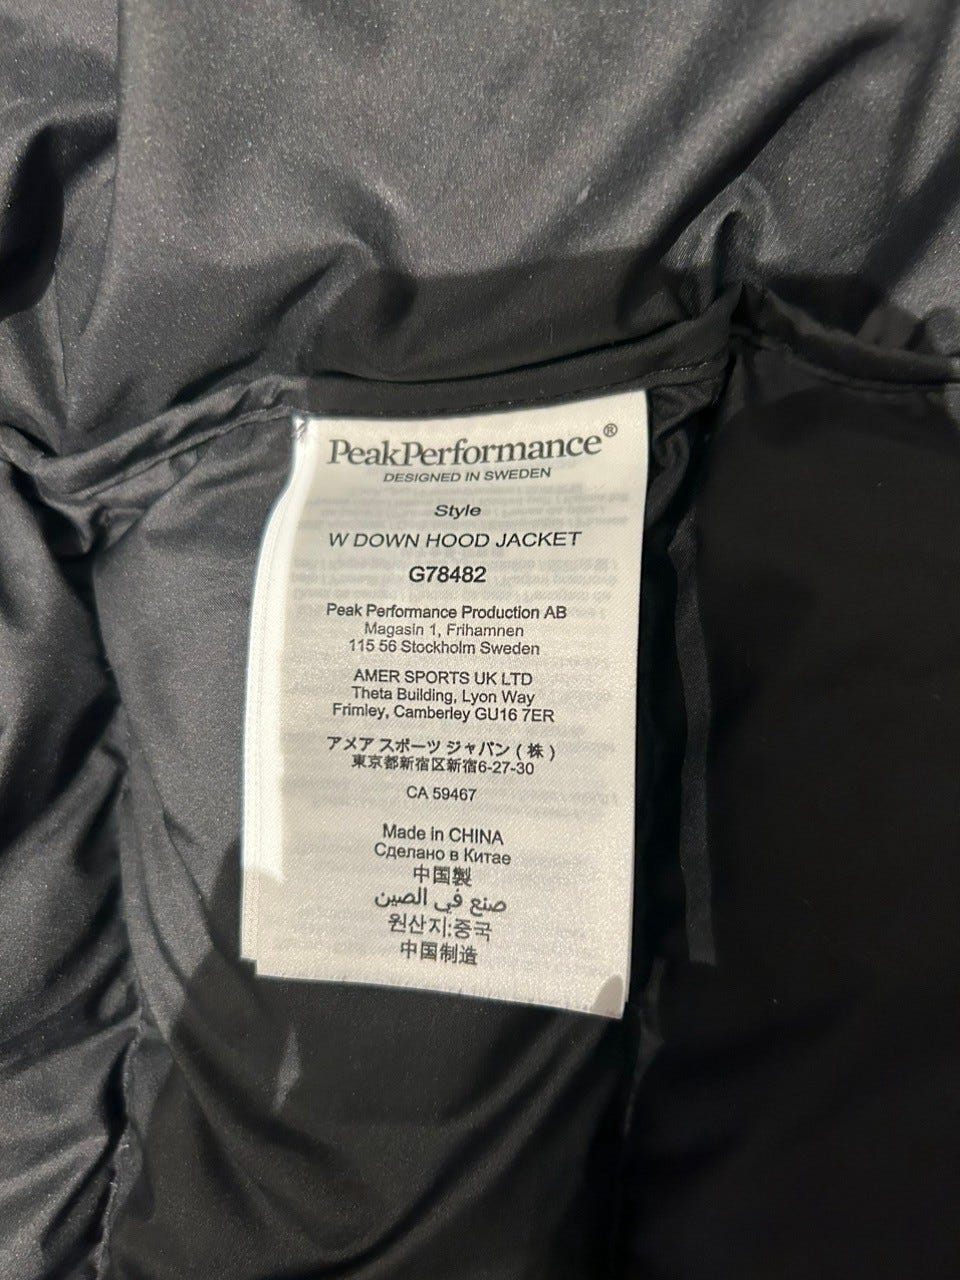 PeakPerformance®
DESIGNED IN SWEDEN
Style
W DOWN HOOD JACKET
G78482
Peak Performance Production AB
Magasin 1, Frihamnen
115 56 Stockholm Sweden
AMER SPORTS UK LTD
Theta Building, Lyon Way
Frimley, Camberley GU16 7ER
アメア スポーツ ジャパン ( 株 )
東京都新宿区新宿6-27-30
CA 59467
Made in CHINA
Сделано в Китае
中国製
صنع في الصين
원산지:중국
中国制造